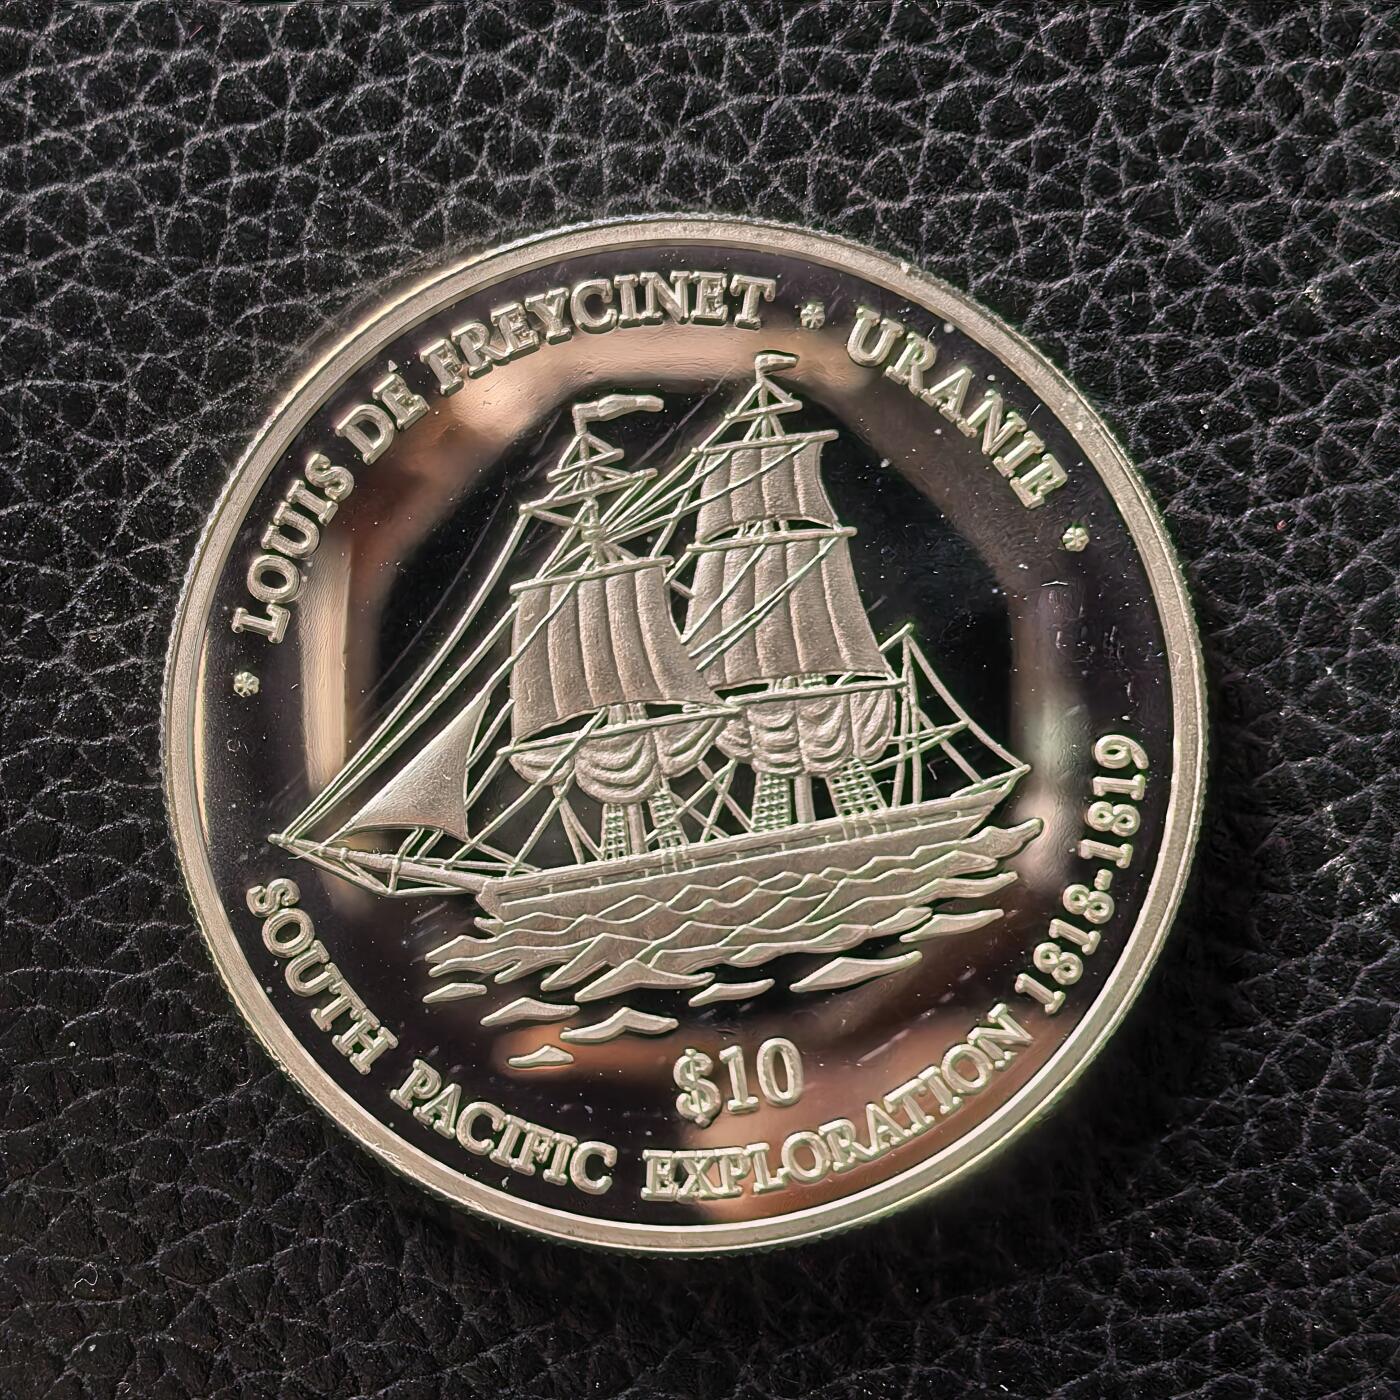 * LOUIS DE FREYCINET * URANIE *
$10
SOUTH PACIFIC EXPLORATION 1818-1819